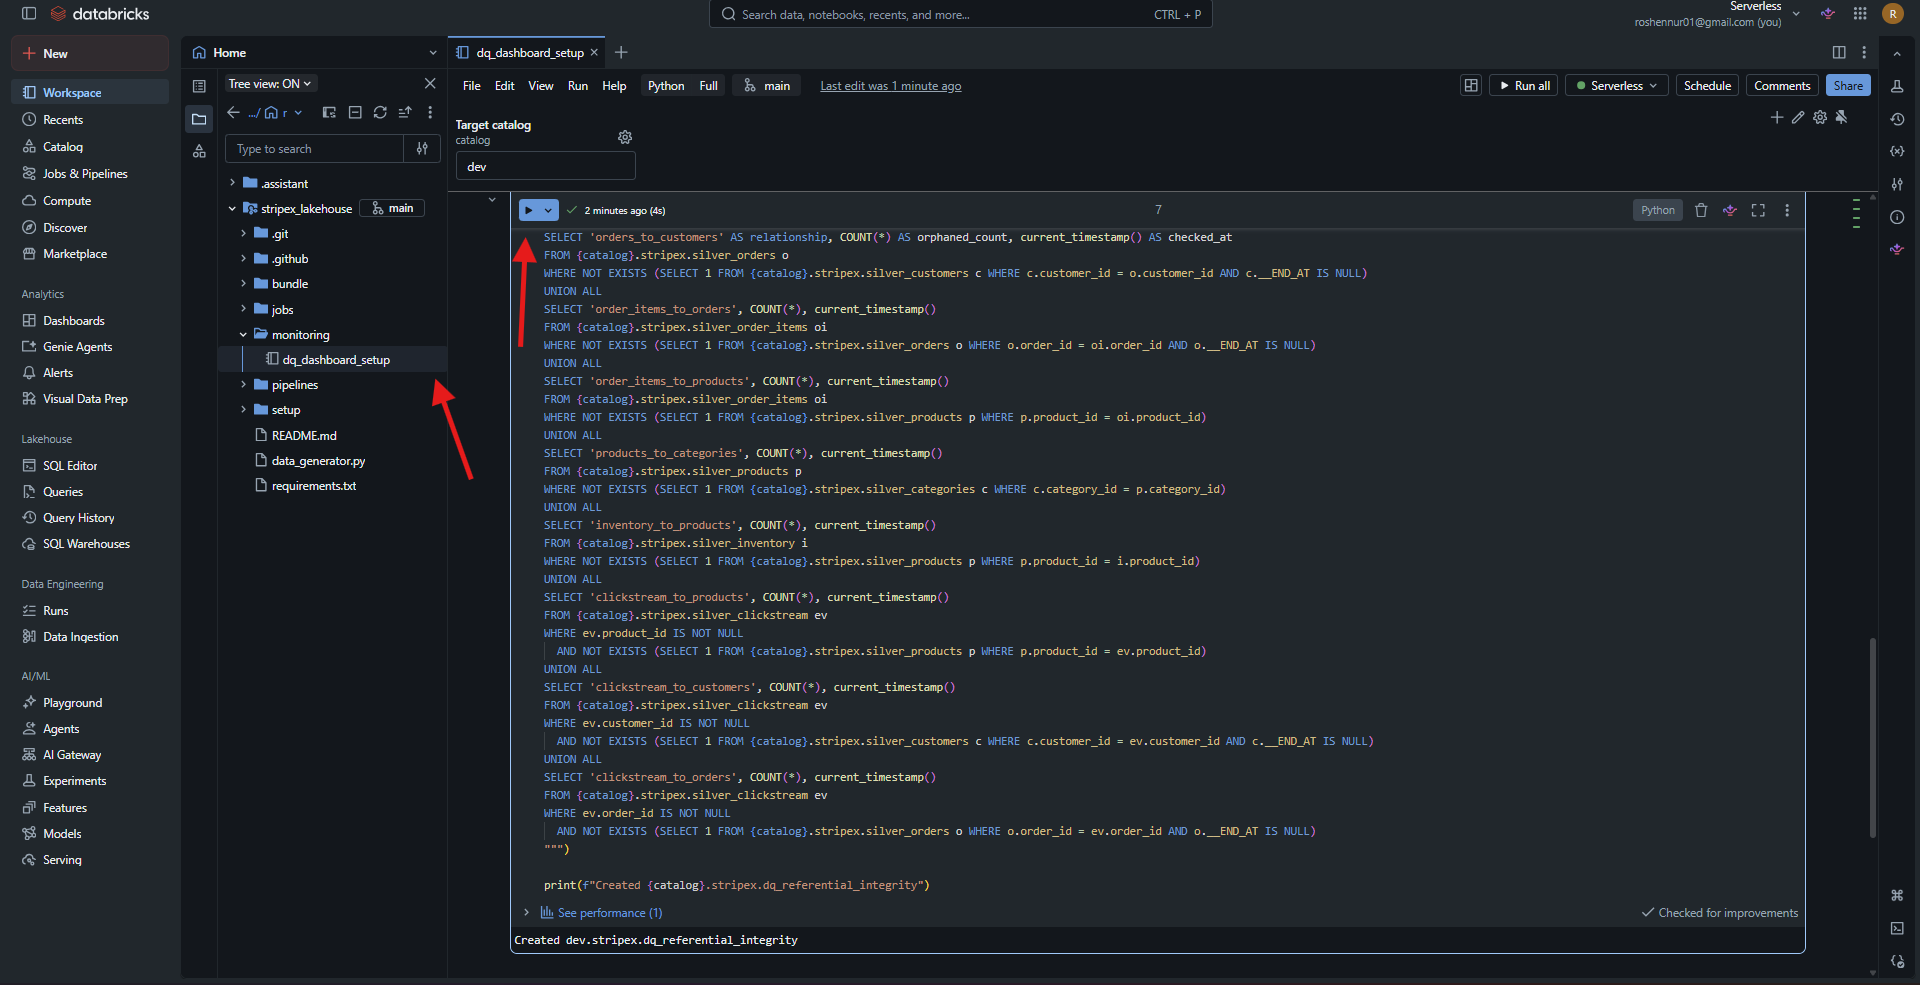 databricks
Search data, notebooks, recents, and more...
CTRL + P
Serverless
roshennur01@gmail.com (you)
R
New
Workspace
Recents
Catalog
Jobs & Pipelines
Compute
Discover
Marketplace
Analytics
Dashboards
Genie Agents
Alerts
Visual Data Prep
Lakehouse
SQL Editor
Queries
Query History
SQL Warehouses
Data Engineering
Runs
Data Ingestion
AI/ML
Playground
Agents
AI Gateway
Experiments
Features
Models
Serving
Home
Tree view: ON
.../ r
Type to search
.assistant
stripex_lakehouse main
.git
.github
bundle
jobs
monitoring
dq_dashboard_setup
pipelines
setup
README.md
data_generator.py
requirements.txt
dq_dashboard_setup
File Edit View Run Help Python Full main Last edit was 1 minute ago
Run all Serverless Schedule Comments Share
Target catalog
catalog
dev
2 minutes ago (4s)
7
Python
SELECT 'orders_to_customers' AS relationship, COUNT(*) AS orphaned_count, current_timestamp() AS checked_at
FROM {catalog}.stripex.silver_orders o
WHERE NOT EXISTS (SELECT 1 FROM {catalog}.stripex.silver_customers c WHERE c.customer_id = o.customer_id AND c.__END_AT IS NULL)
UNION ALL
SELECT 'order_items_to_orders', COUNT(*), current_timestamp()
FROM {catalog}.stripex.silver_order_items oi
WHERE NOT EXISTS (SELECT 1 FROM {catalog}.stripex.silver_orders o WHERE o.order_id = oi.order_id AND o.__END_AT IS NULL)
UNION ALL
SELECT 'order_items_to_products', COUNT(*), current_timestamp()
FROM {catalog}.stripex.silver_order_items oi
WHERE NOT EXISTS (SELECT 1 FROM {catalog}.stripex.silver_products p WHERE p.product_id = oi.product_id)
UNION ALL
SELECT 'products_to_categories', COUNT(*), current_timestamp()
FROM {catalog}.stripex.silver_products p
WHERE NOT EXISTS (SELECT 1 FROM {catalog}.stripex.silver_categories c WHERE c.category_id = p.category_id)
UNION ALL
SELECT 'inventory_to_products', COUNT(*), current_timestamp()
FROM {catalog}.stripex.silver_inventory i
WHERE NOT EXISTS (SELECT 1 FROM {catalog}.stripex.silver_products p WHERE p.product_id = i.product_id)
UNION ALL
SELECT 'clickstream_to_products', COUNT(*), current_timestamp()
FROM {catalog}.stripex.silver_clickstream ev
WHERE ev.product_id IS NOT NULL
AND NOT EXISTS (SELECT 1 FROM {catalog}.stripex.silver_products p WHERE p.product_id = ev.product_id)
UNION ALL
SELECT 'clickstream_to_customers', COUNT(*), current_timestamp()
FROM {catalog}.stripex.silver_clickstream ev
WHERE ev.customer_id IS NOT NULL
AND NOT EXISTS (SELECT 1 FROM {catalog}.stripex.silver_customers c WHERE c.customer_id = ev.customer_id AND c.__END_AT IS NULL)
UNION ALL
SELECT 'clickstream_to_orders', COUNT(*), current_timestamp()
FROM {catalog}.stripex.silver_clickstream ev
WHERE ev.order_id IS NOT NULL
AND NOT EXISTS (SELECT 1 FROM {catalog}.stripex.silver_orders o WHERE o.order_id = ev.order_id AND o.__END_AT IS NULL)
""")
print(f"Created {catalog}.stripex.dq_referential_integrity")
See performance (1)
Checked for improvements
Created dev.stripex.dq_referential_integrity